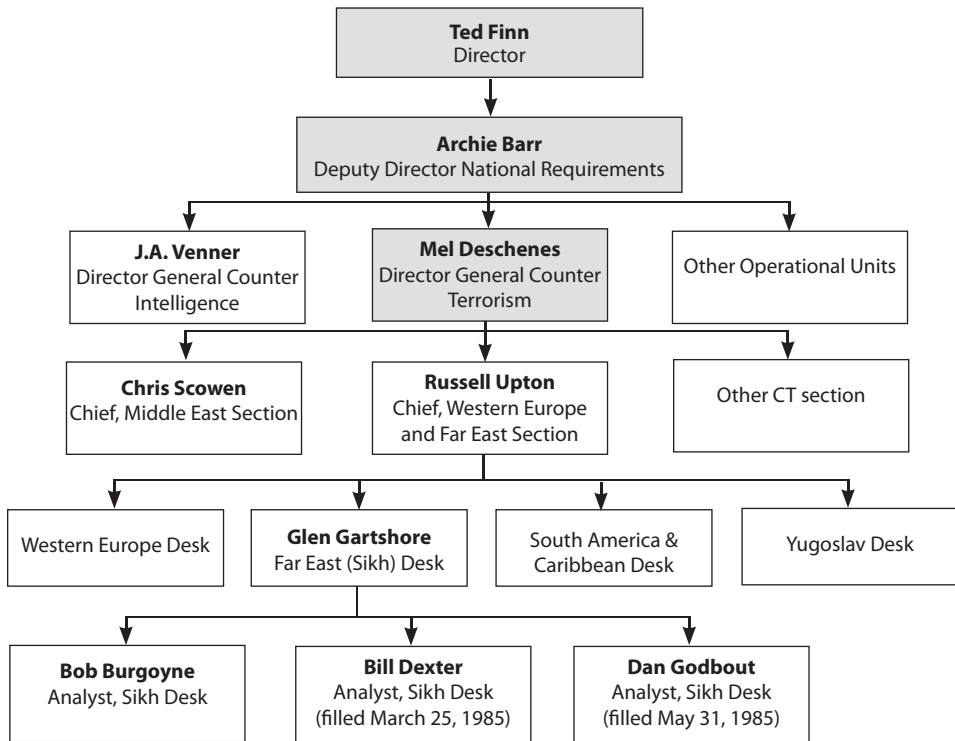 Ted Finn
Director
Archie Barr
Deputy Director National Requirements
J.A. Venner
Director General Counter
Intelligence
Mel Deschenes
Director General Counter
Terrorism
Other Operational Units
Chris Scowen
Chief, Middle East Section
Russell Upton
Chief, Western Europe
and Far East Section
Other CT section
Western Europe Desk
Glen Gartshore
Far East (Sikh) Desk
South America &
Caribbean Desk
Yugoslav Desk
Bob Burgoyne
Analyst, Sikh Desk
Bill Dexter
Analyst, Sikh Desk
(filled March 25, 1985)
Dan Godbout
Analyst, Sikh Desk
(filled May 31, 1985)